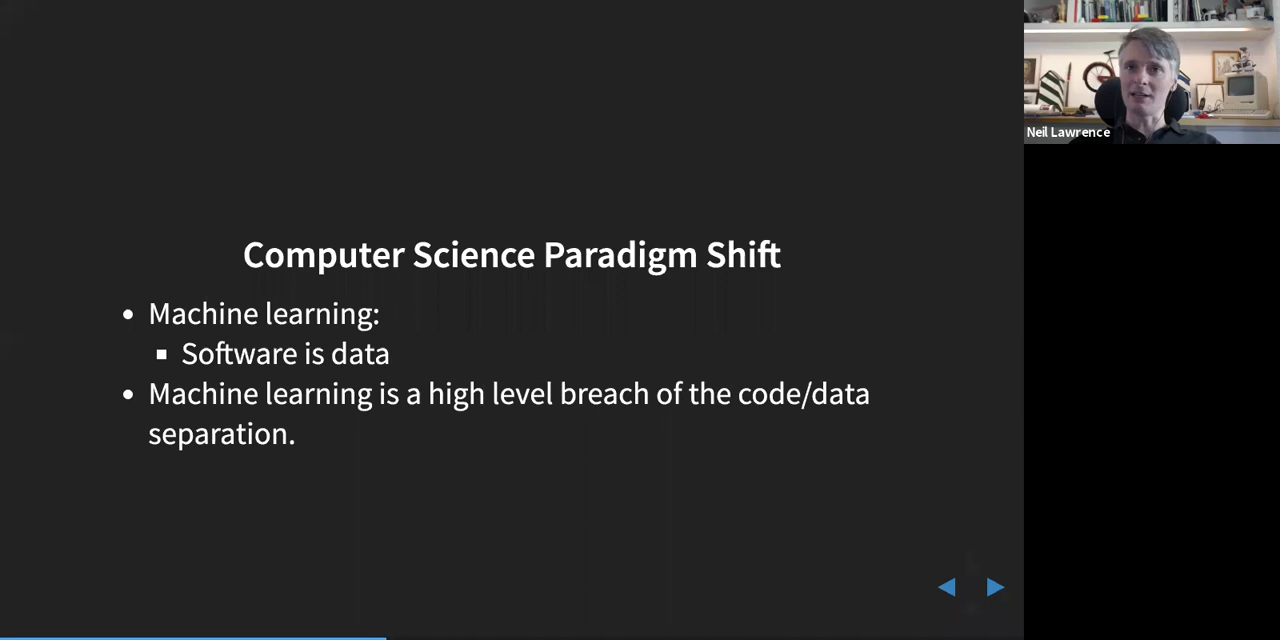 Computer Science Paradigm Shift
Machine learning:
Software is data
Machine learning is a high level breach of the code/data
separation.
Neil Lawrence